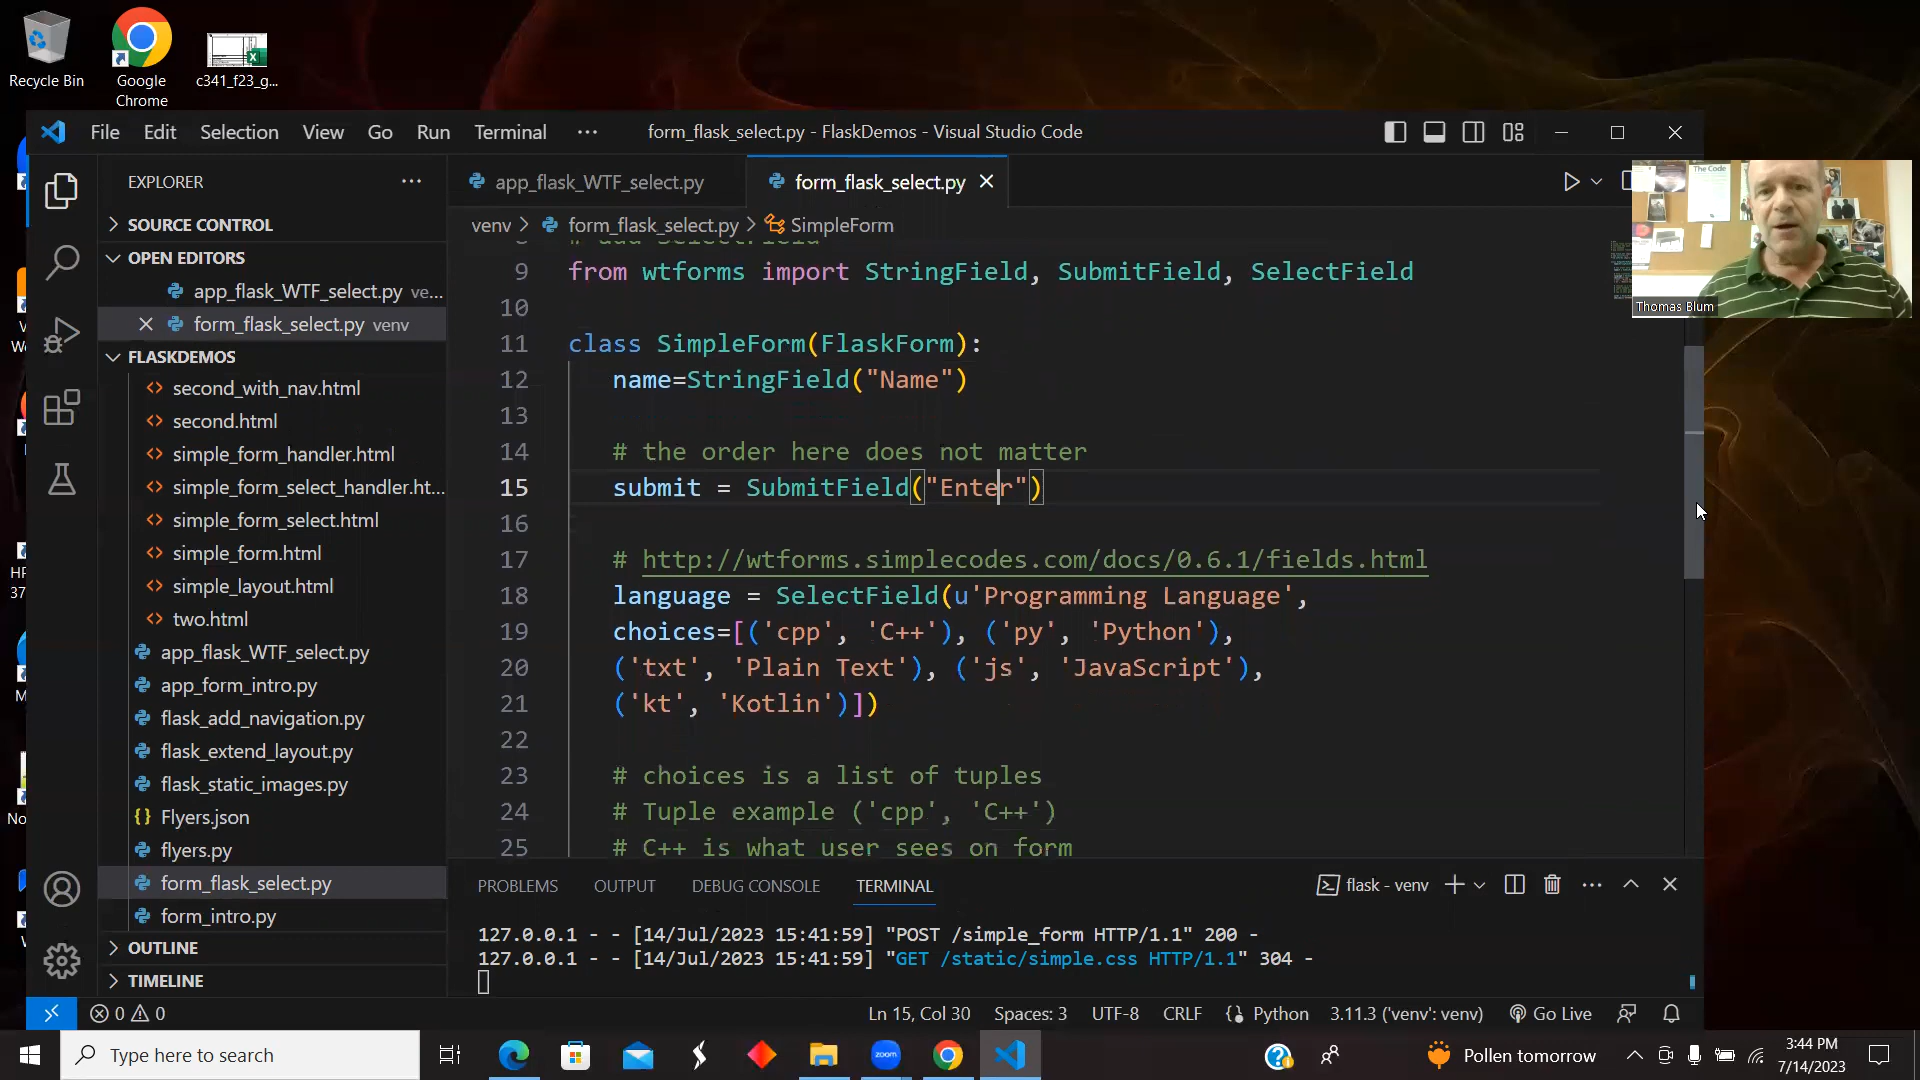 Recycle Bin
Google Chrome
c341_f23_g...
File Edit Selection View Go Run Terminal ···
form_flask_select.py - FlaskDemos - Visual Studio Code
EXPLORER ···
SOURCE CONTROL
OPEN EDITORS
app_flask_WTF_select.py ve...
form_flask_select.py venv
FLASKDEMOS
second_with_nav.html
second.html
simple_form_handler.html
simple_form_select_handler.ht...
simple_form_select.html
simple_form.html
simple_layout.html
two.html
app_flask_WTF_select.py
app_form_intro.py
flask_add_navigation.py
flask_extend_layout.py
flask_static_images.py
{} Flyers.json
flyers.py
form_flask_select.py
form_intro.py
OUTLINE
TIMELINE
app_flask_WTF_select.py
form_flask_select.py
venv > form_flask_select.py > SimpleForm
9 from wtforms import StringField, SubmitField, SelectField
10
11 class SimpleForm(FlaskForm):
12 name=StringField("Name")
13
14 # the order here does not matter
15 submit = SubmitField("Enter")
16
17 # http://wtforms.simplecodes.com/docs/0.6.1/fields.html
18 language = SelectField(u'Programming Language',
19 choices=[('cpp', 'C++'), ('py', 'Python'),
20 ('txt', 'Plain Text'), ('js', 'JavaScript'),
21 ('kt', 'Kotlin')])
22
23 # choices is a list of tuples
24 # Tuple example ('cpp', 'C++')
25 # C++ is what user sees on form
PROBLEMS OUTPUT DEBUG CONSOLE TERMINAL
flask - venv
127.0.0.1 - - [14/Jul/2023 15:41:59] "POST /simple_form HTTP/1.1" 200 -
127.0.0.1 - - [14/Jul/2023 15:41:59] "GET /static/simple.css HTTP/1.1" 304 -
0 0
Ln 15, Col 30 Spaces: 3 UTF-8 CRLF {} Python 3.11.3 ('venv': venv) Go Live
The Code
Thomas Blum
Type here to search
zoom
Pollen tomorrow
3:44 PM
7/14/2023